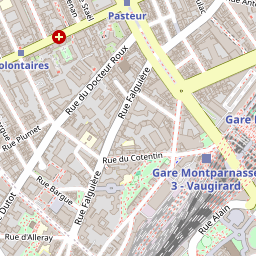 Pasteur
Staël
olontaires
Rue du Docteur Roux
Rue Falguière
Rue Plumet
Gare
Rue du Cotentin
Gare Montparnasse
3 - Vaugirard
Rue Bargue
Rue Falguière
Dutot
Rue Alain
Rue d'Alleray